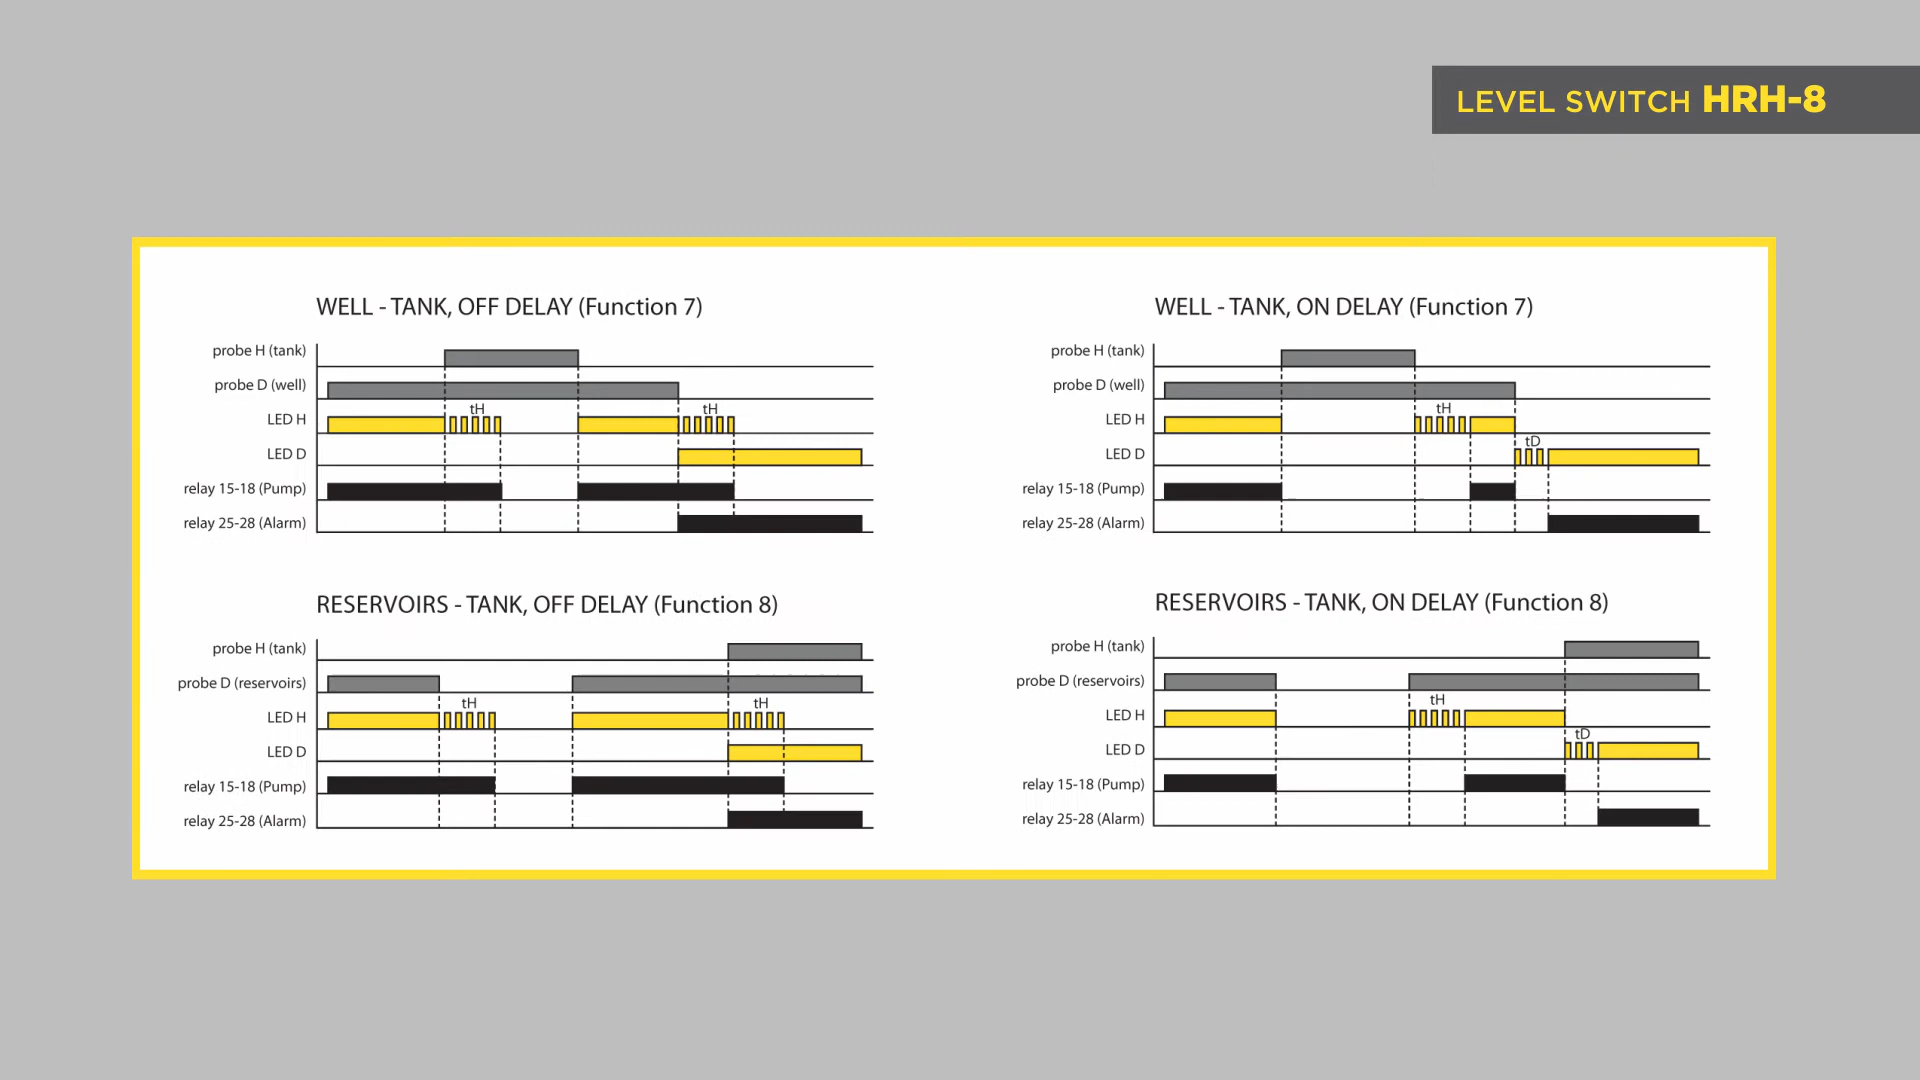 LEVEL SWITCH HRH-8
WELL - TANK, OFF DELAY (Function 7)
probe H (tank)
probe D (well)
tH
tH
LED H
LED D
relay 15-18 (Pump)
relay 25-28 (Alarm)
WELL - TANK, ON DELAY (Function 7)
probe H (tank)
probe D (well)
tH
LED H
tD
LED D
relay 15-18 (Pump)
relay 25-28 (Alarm)
RESERVOIRS - TANK, OFF DELAY (Function 8)
probe H (tank)
probe D (reservoirs)
tH
tH
LED H
LED D
relay 15-18 (Pump)
relay 25-28 (Alarm)
RESERVOIRS - TANK, ON DELAY (Function 8)
probe H (tank)
probe D (reservoirs)
tH
LED H
tD
LED D
relay 15-18 (Pump)
relay 25-28 (Alarm)